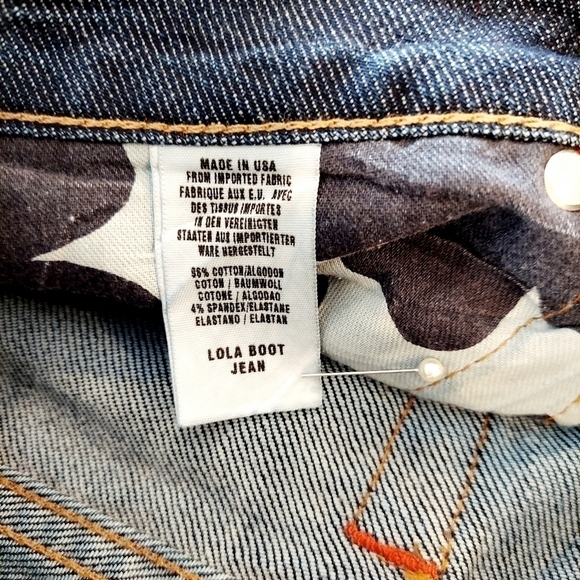 MADE IN USA
FROM IMPORTED FABRIC
FABRIQUE AUX E.U. AVEC
DES TISSUS IMPORTES
IN DEN VEREINIGTEN
STAATEN AUS IMPORTIERTER
WARE HERGESTELLT
96% COTTON/ALGODON
COTON / BAUMWOLL
COTONE / ALGODAO
4% SPANDEX/ELASTANE
ELASTANO / ELASTAN
LOLA BOOT
JEAN